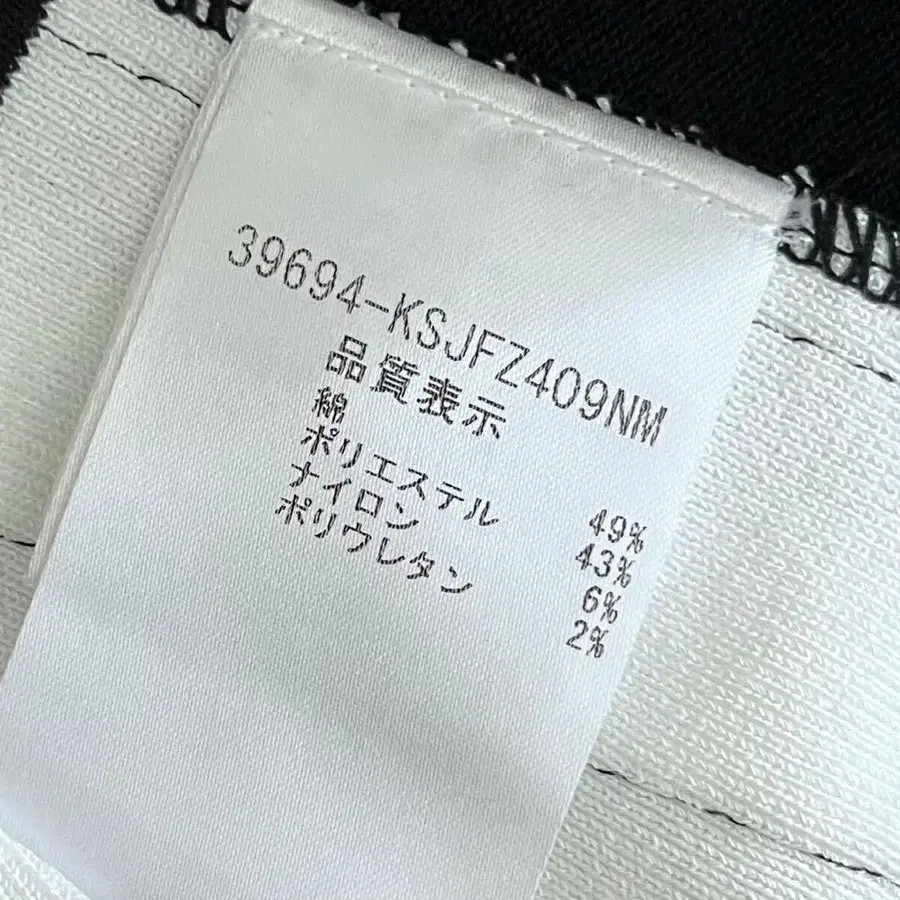 39694-KSJFZ409NM
品質表示
綿 49%
ポリエステル 43%
ナイロン 6%
ポリウレタン 2%